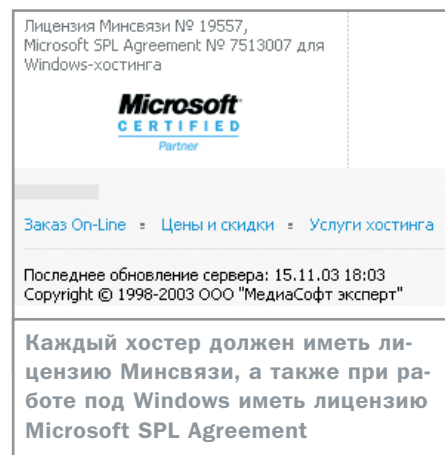 Лицензия Минсвязи № 19557,
Microsoft SPL Agreement № 7513007 для
Windows-хостинга
Microsoft
CERTIFIED
Partner
Заказ On-Line Цены и скидки Услуги хостинга
Последнее обновление сервера: 15.11.03 18:03
Copyright © 1998-2003 ООО "МедиаСофт эксперт"
Каждый хостер должен иметь ли-
цензию Минсвязи, а также при ра-
боте под Windows иметь лицензию
Microsoft SPL Agreement